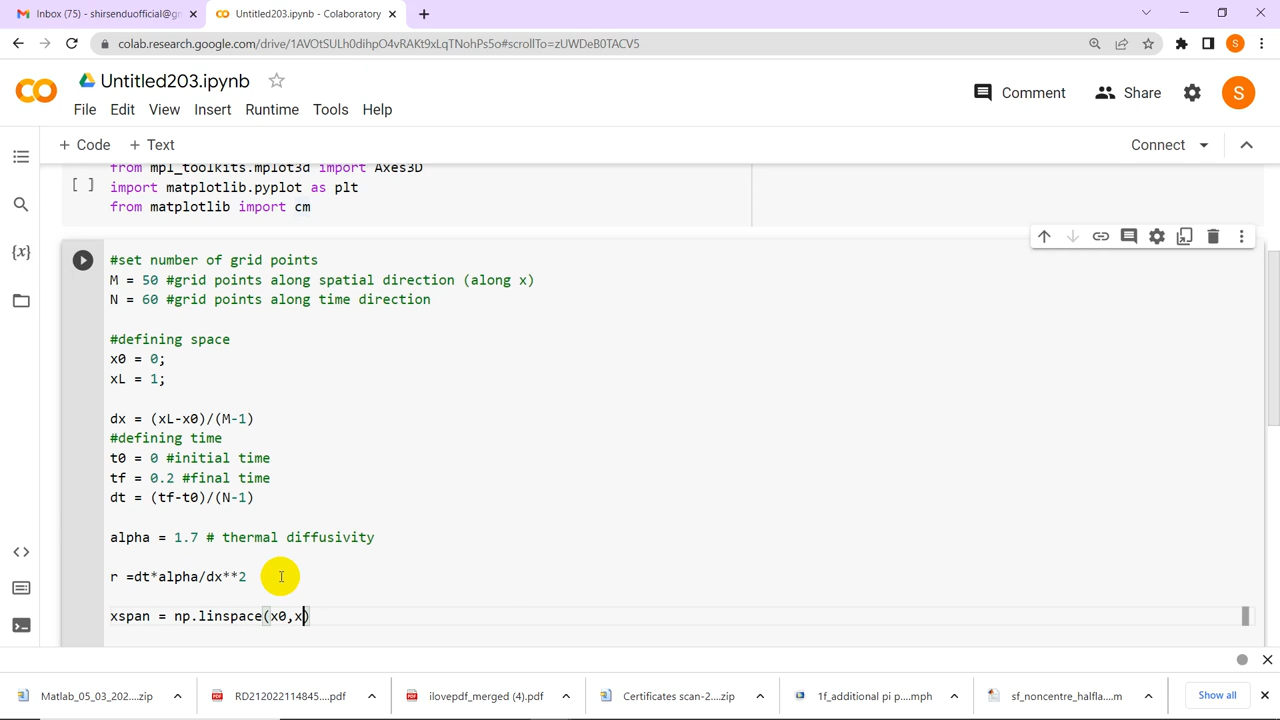 Inbox (75) - shirsenduofficial@gm
Untitled203.ipynb - Colaboratory
colab.research.google.com/drive/1AVOtSULh0dihpO4vRAKt9xLqTNohPs5o#scrollTo=zUWDeB0TACV5
S
CO
Untitled203.ipynb
File Edit View Insert Runtime Tools Help
Comment
Share
S
+ Code + Text
Connect
from mpl_toolkits.mplot3d import Axes3D
[ ] import matplotlib.pyplot as plt
from matplotlib import cm
#set number of grid points
M = 50 #grid points along spatial direction (along x)
N = 60 #grid points along time direction
#defining space
x0 = 0;
xL = 1;
dx = (xL-x0)/(M-1)
#defining time
t0 = 0 #initial time
tf = 0.2 #final time
dt = (tf-t0)/(N-1)
alpha = 1.7 # thermal diffusivity
r =dt*alpha/dx**2
xspan = np.linspace(x0,x)
{x}
<>
Matlab_05_03_202....zip
RD212022114845....pdf
ilovepdf_merged (4).pdf
Certificates scan-2....zip
1f_additional pi p....mph
sf_noncentre_halfla....m
Show all